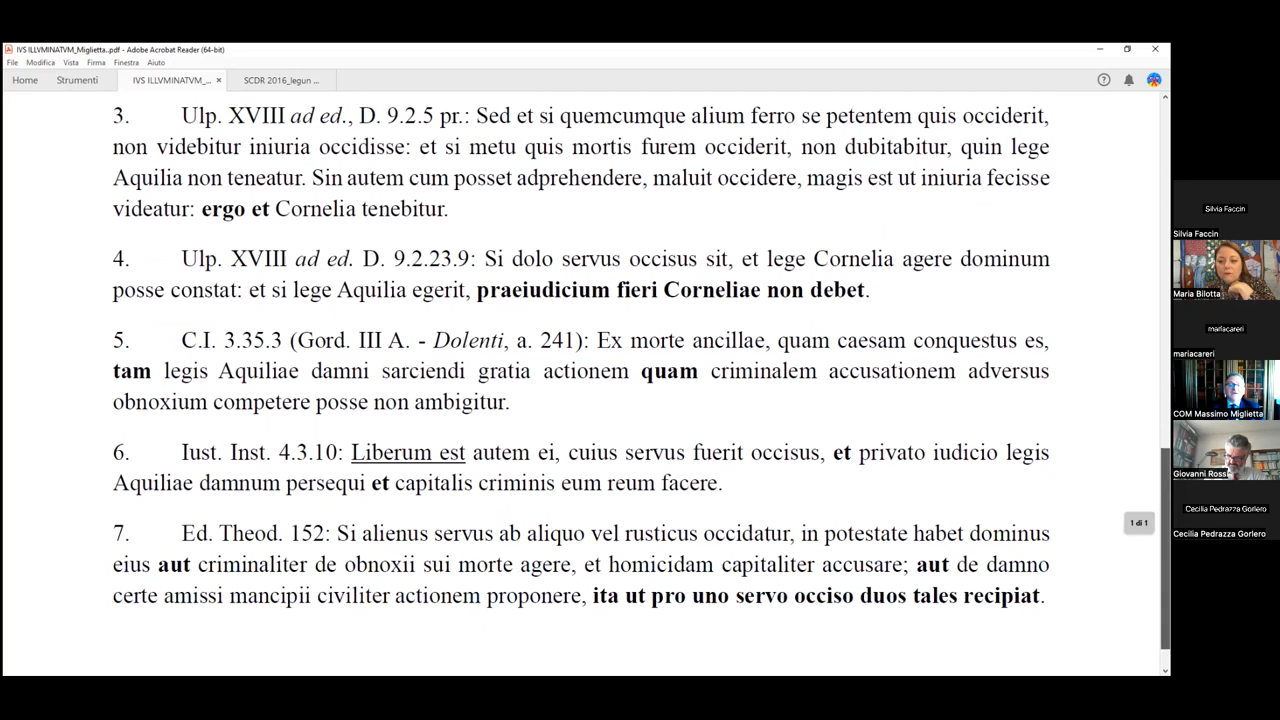 IVS ILLVMINATVM_Miglietta..pdf - Adobe Acrobat Reader (64-bit)
File Modifica Vista Firma Finestra Aiuto
Home Strumenti IVS ILLVMINATVM_... × SCDR 2016_legun ...
3. Ulp. XVIII ad ed., D. 9.2.5 pr.: Sed et si quemcumque alium ferro se petentem quis occiderit,
non videbitur iniuria occidisse: et si metu quis mortis furem occiderit, non dubitabitur, quin lege
Aquilia non teneatur. Sin autem cum posset adprehendere, maluit occidere, magis est ut iniuria fecisse
videatur: ergo et Cornelia tenebitur.
4. Ulp. XVIII ad ed. D. 9.2.23.9: Si dolo servus occisus sit, et lege Cornelia agere dominum
posse constat: et si lege Aquilia egerit, praeiudicium fieri Corneliae non debet.
5. C.I. 3.35.3 (Gord. III A. - Dolenti, a. 241): Ex morte ancillae, quam caesam conquestus es,
tam legis Aquiliae damni sarciendi gratia actionem quam criminalem accusationem adversus
obnoxium competere posse non ambigitur.
6. Iust. Inst. 4.3.10: Liberum est autem ei, cuius servus fuerit occisus, et privato iudicio legis
Aquiliae damnum persequi et capitalis criminis eum reum facere.
7. Ed. Theod. 152: Si alienus servus ab aliquo vel rusticus occidatur, in potestate habet dominus
eius aut criminaliter de obnoxii sui morte agere, et homicidam capitaliter accusare; aut de damno
certe amissi mancipii civiliter actionem proponere, ita ut pro uno servo occiso duos tales recipiat.
1 di 1
Silvia Faccin
Silvia Faccin
Maria Bilotta
mariacareri
mariacareri
COM Massimo Miglietta
Giovanni Rossi
Cecilia Pedrazza Gorlero
Cecilia Pedrazza Gorlero